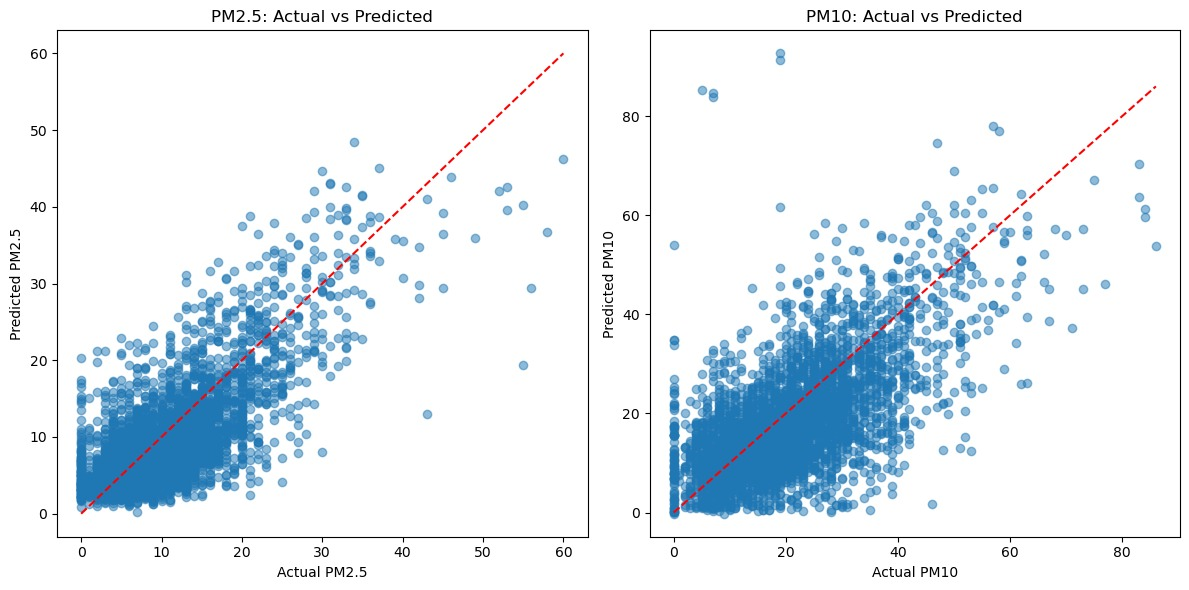 PM2.5: Actual vs Predicted
60
50
40
30
20
10
0
Predicted PM2.5
0 10 20 30 40 50 60
Actual PM2.5
PM10: Actual vs Predicted
80
60
40
20
0
Predicted PM10
0 20 40 60 80
Actual PM10